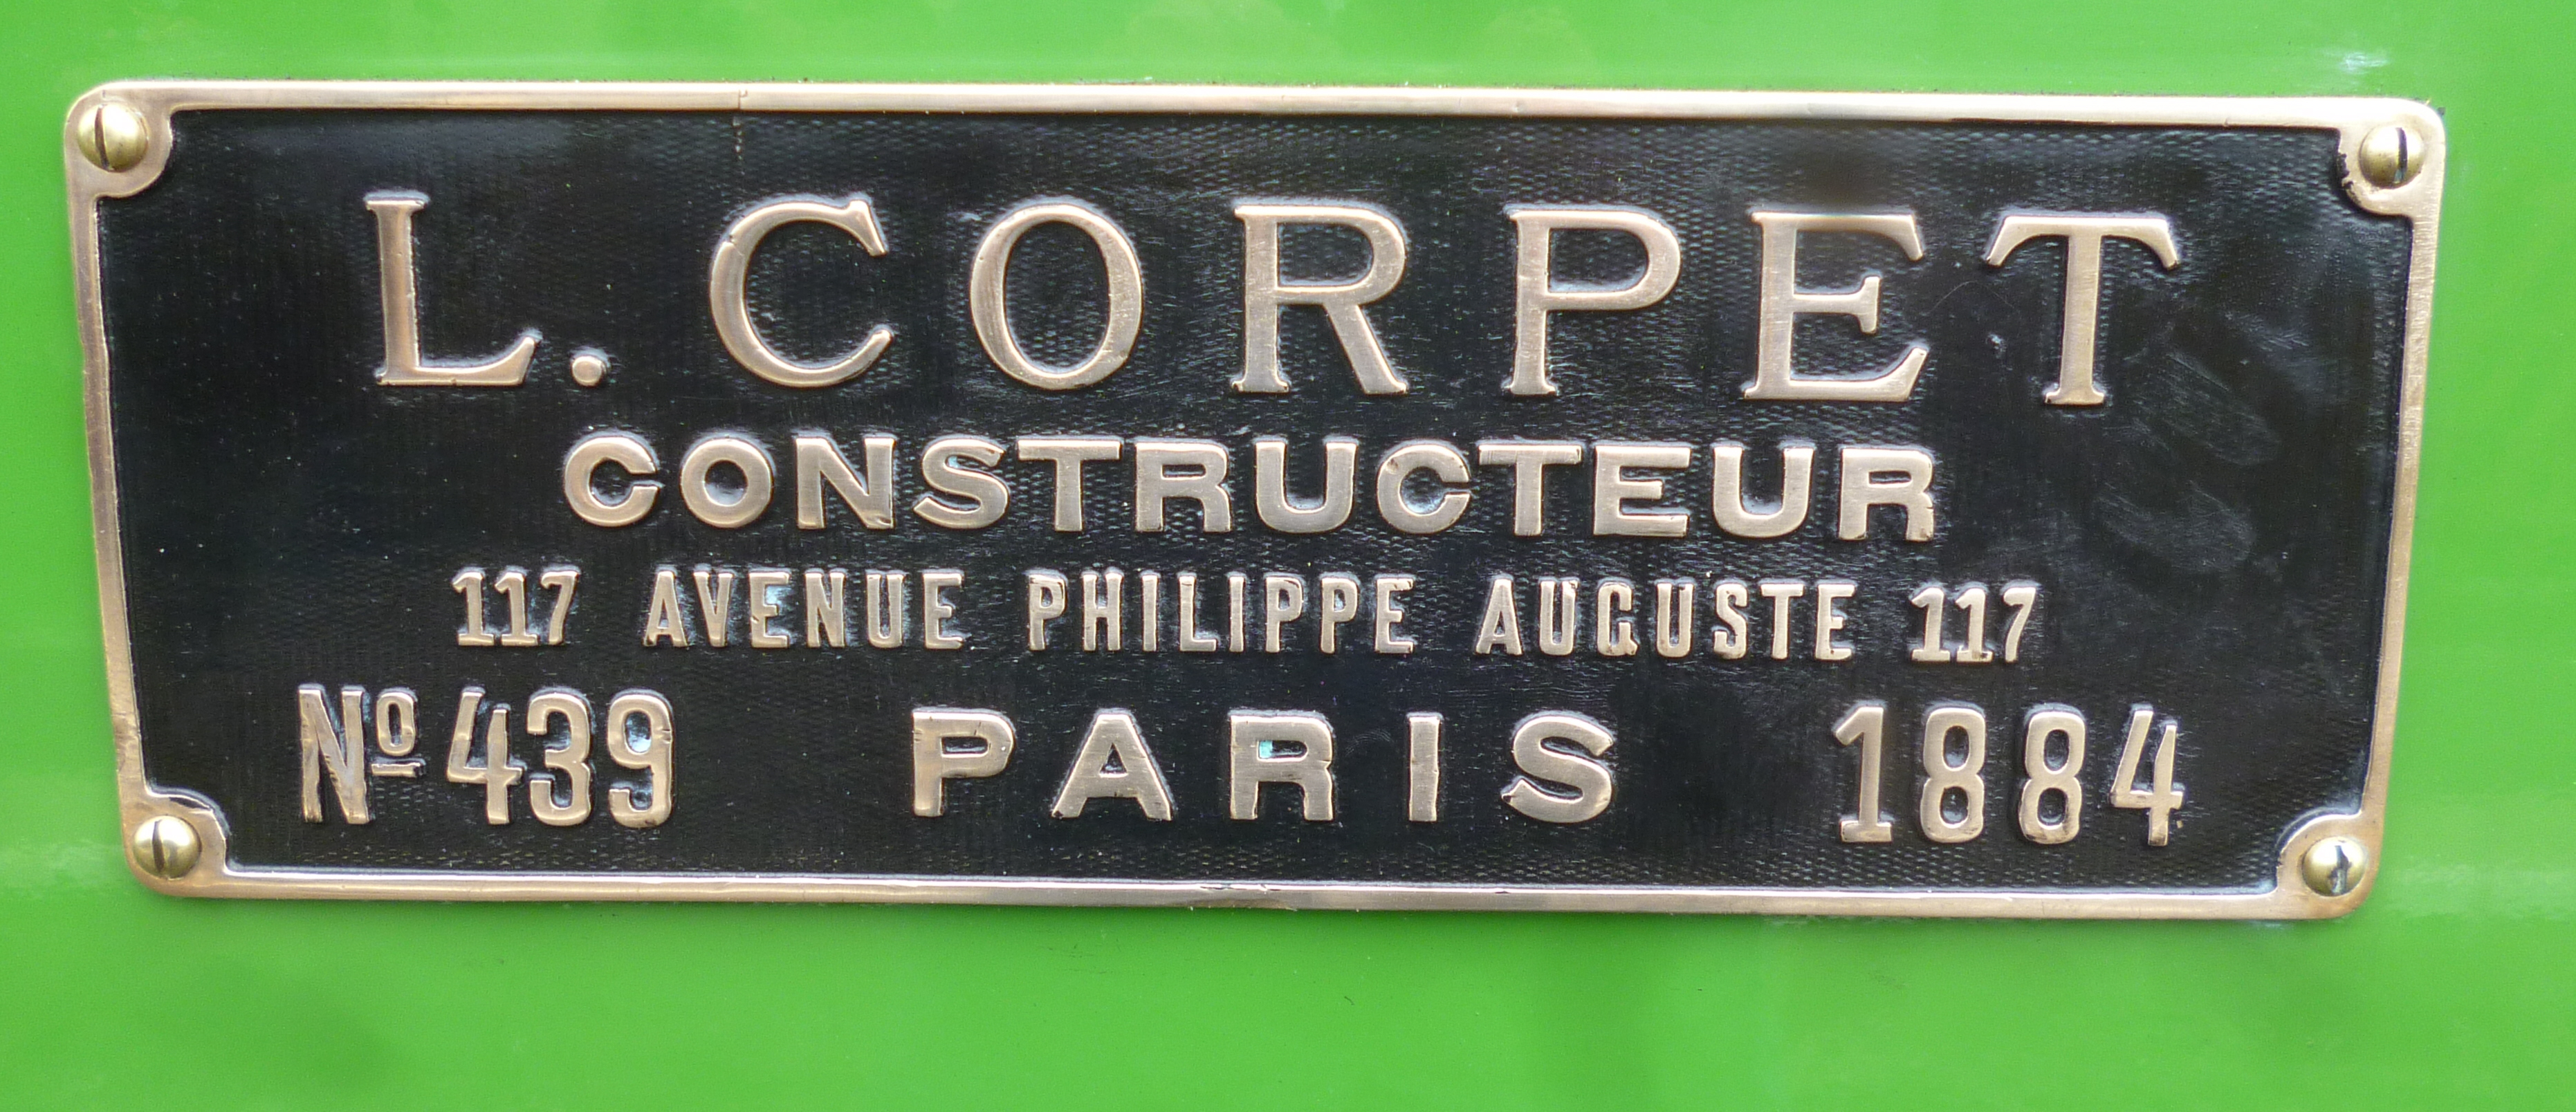 L. CORPET
CONSTRUCTEUR
117 AVENUE PHILIPPE AUGUSTE 117
Nº 439 PARIS 1884